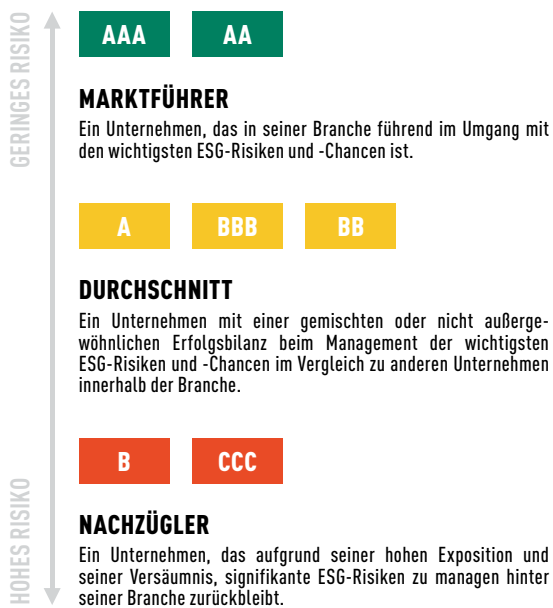 GERINGES RISIKO
AAA AA
MARKTFÜHRER
Ein Unternehmen, das in seiner Branche führend im Umgang mit
den wichtigsten ESG-Risiken und -Chancen ist.
A BBB BB
DURCHSCHNITT
Ein Unternehmen mit einer gemischten oder nicht außerge-
wöhnlichen Erfolgsbilanz beim Management der wichtigsten
ESG-Risiken und -Chancen im Vergleich zu anderen Unternehmen
innerhalb der Branche.
HOHES RISIKO
B CCC
NACHZÜGLER
Ein Unternehmen, das aufgrund seiner hohen Exposition und
seiner Versäumnis, signifikante ESG-Risiken zu managen hinter
seiner Branche zurückbleibt.